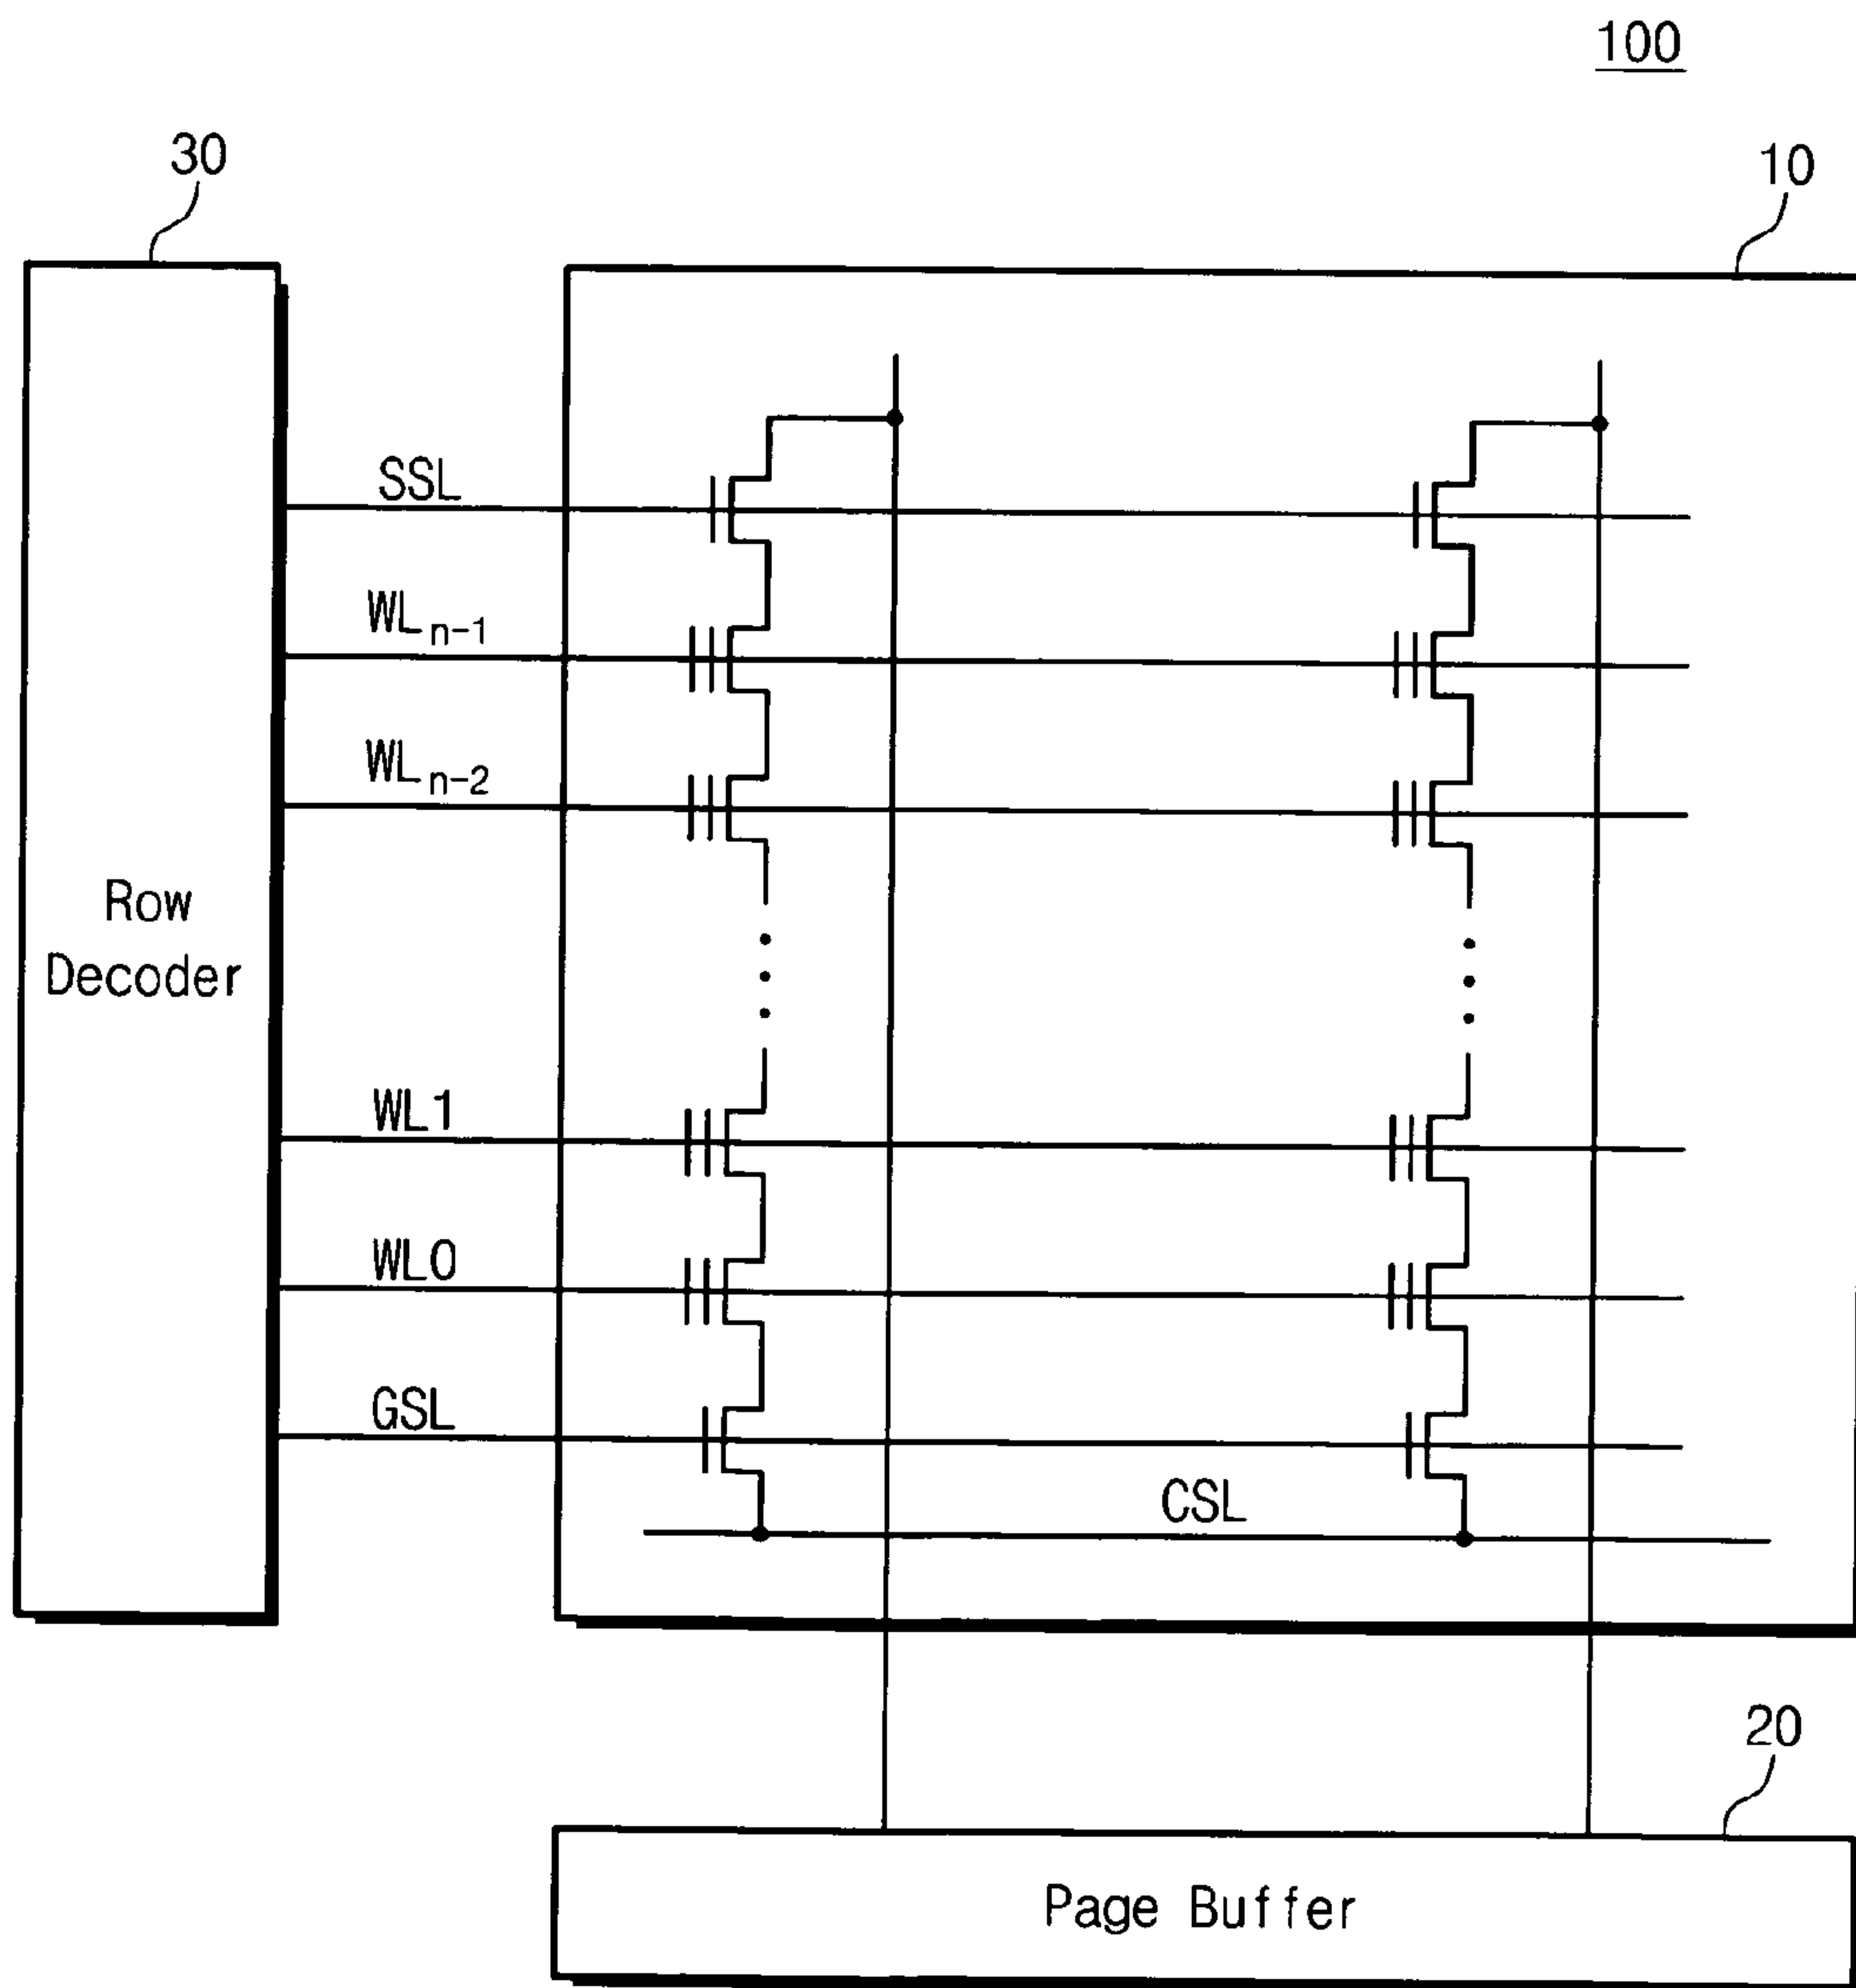 100
30
10
SSL
WLn-1
WLn-2
Row
Decoder
WL1
WL0
GSL
CSL
20
Page Buffer